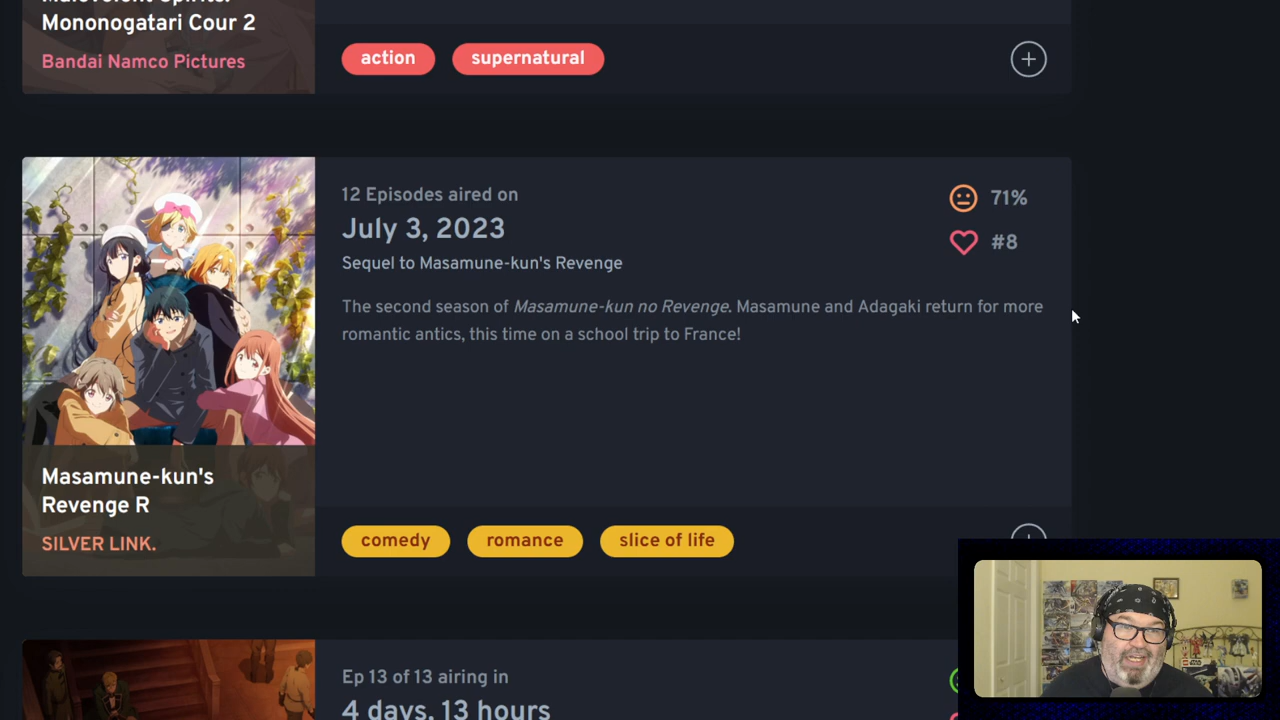 Mononogatari Cour 2
Bandai Namco Pictures
action
supernatural
12 Episodes aired on
July 3, 2023
Sequel to Masamune-kun's Revenge
71%
#8
The second season of Masamune-kun no Revenge. Masamune and Adagaki return for more
romantic antics, this time on a school trip to France!
Masamune-kun's
Revenge R
SILVER LINK.
comedy
romance
slice of life
Ep 13 of 13 airing in
4 days, 13 hours